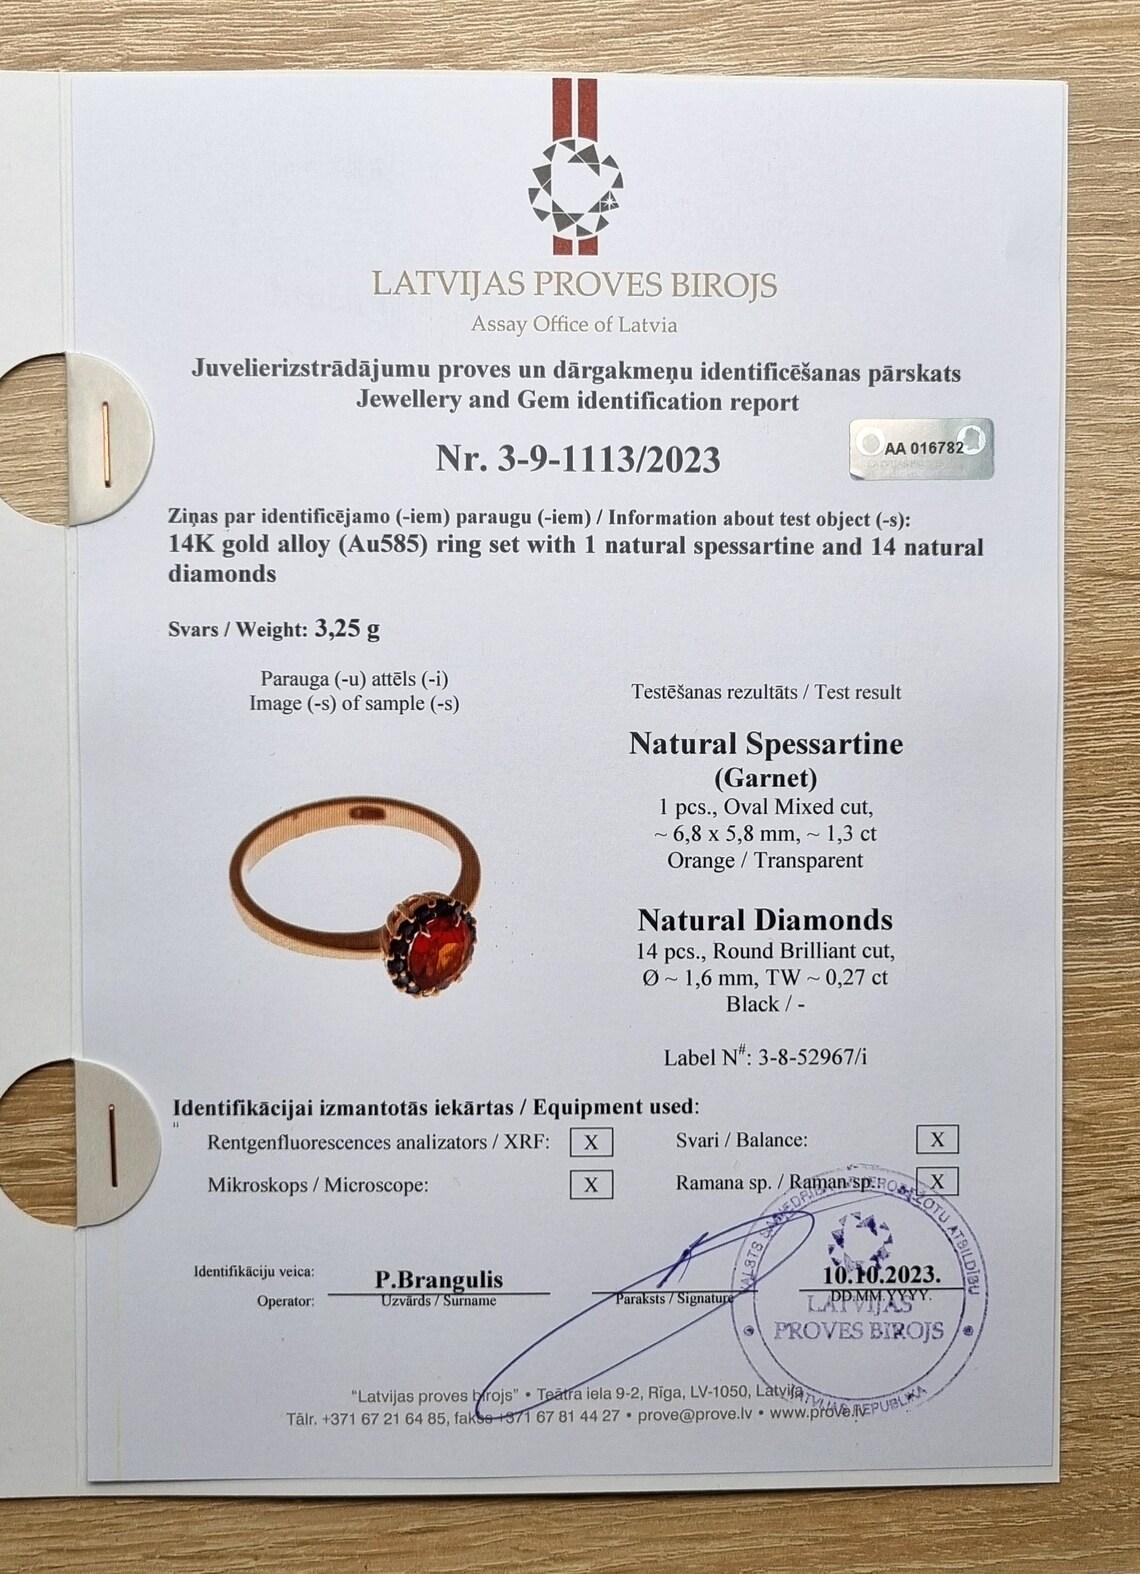 LATVIJAS PROVES BIROJS
Assay Office of Latvia
Juvelierizstrādājumu proves un dārgakmeņu identificēšanas pārskats
Jewellery and Gem identification report
Nr. 3-9-1113/2023
AA 016782
Ziņas par identificējamo (-iem) paraugu (-iem) / Information about test object (-s):
14K gold alloy (Au585) ring set with 1 natural spessartine and 14 natural
diamonds
Svars / Weight: 3,25 g
Parauga (-u) attēls (-i)
Image (-s) of sample (-s)
Testēšanas rezultāts / Test result
Natural Spessartine
(Garnet)
1 pcs., Oval Mixed cut,
~ 6,8 x 5,8 mm, ~ 1,3 ct
Orange / Transparent
Natural Diamonds
14 pcs., Round Brilliant cut,
Ø ~ 1,6 mm, TW ~ 0,27 ct
Black / -
Label N#: 3-8-52967/i
Identifikācijai izmantotās iekārtas / Equipment used:
Rentgenfluorescences analizators / XRF: X
Svari / Balance: X
Mikroskops / Microscope: X
Ramana sp. / Raman sp.: X
Identifikāciju veica:
Operator:
P.Brangulis
Uzvārds / Surname
Paraksts / Signature
10.10.2023.
DD.MM.YYYY.
LATVIJAS
PROVES BIROJS
ATBILDĪBU
LATVIJAS REPUBLIKA
"Latvijas proves birojs" • Teātra iela 9-2, Rīga, LV-1050, Latvija
Tālr. +371 67 21 64 85, fakss +371 67 81 44 27 • prove@prove.lv • www.prove.lv